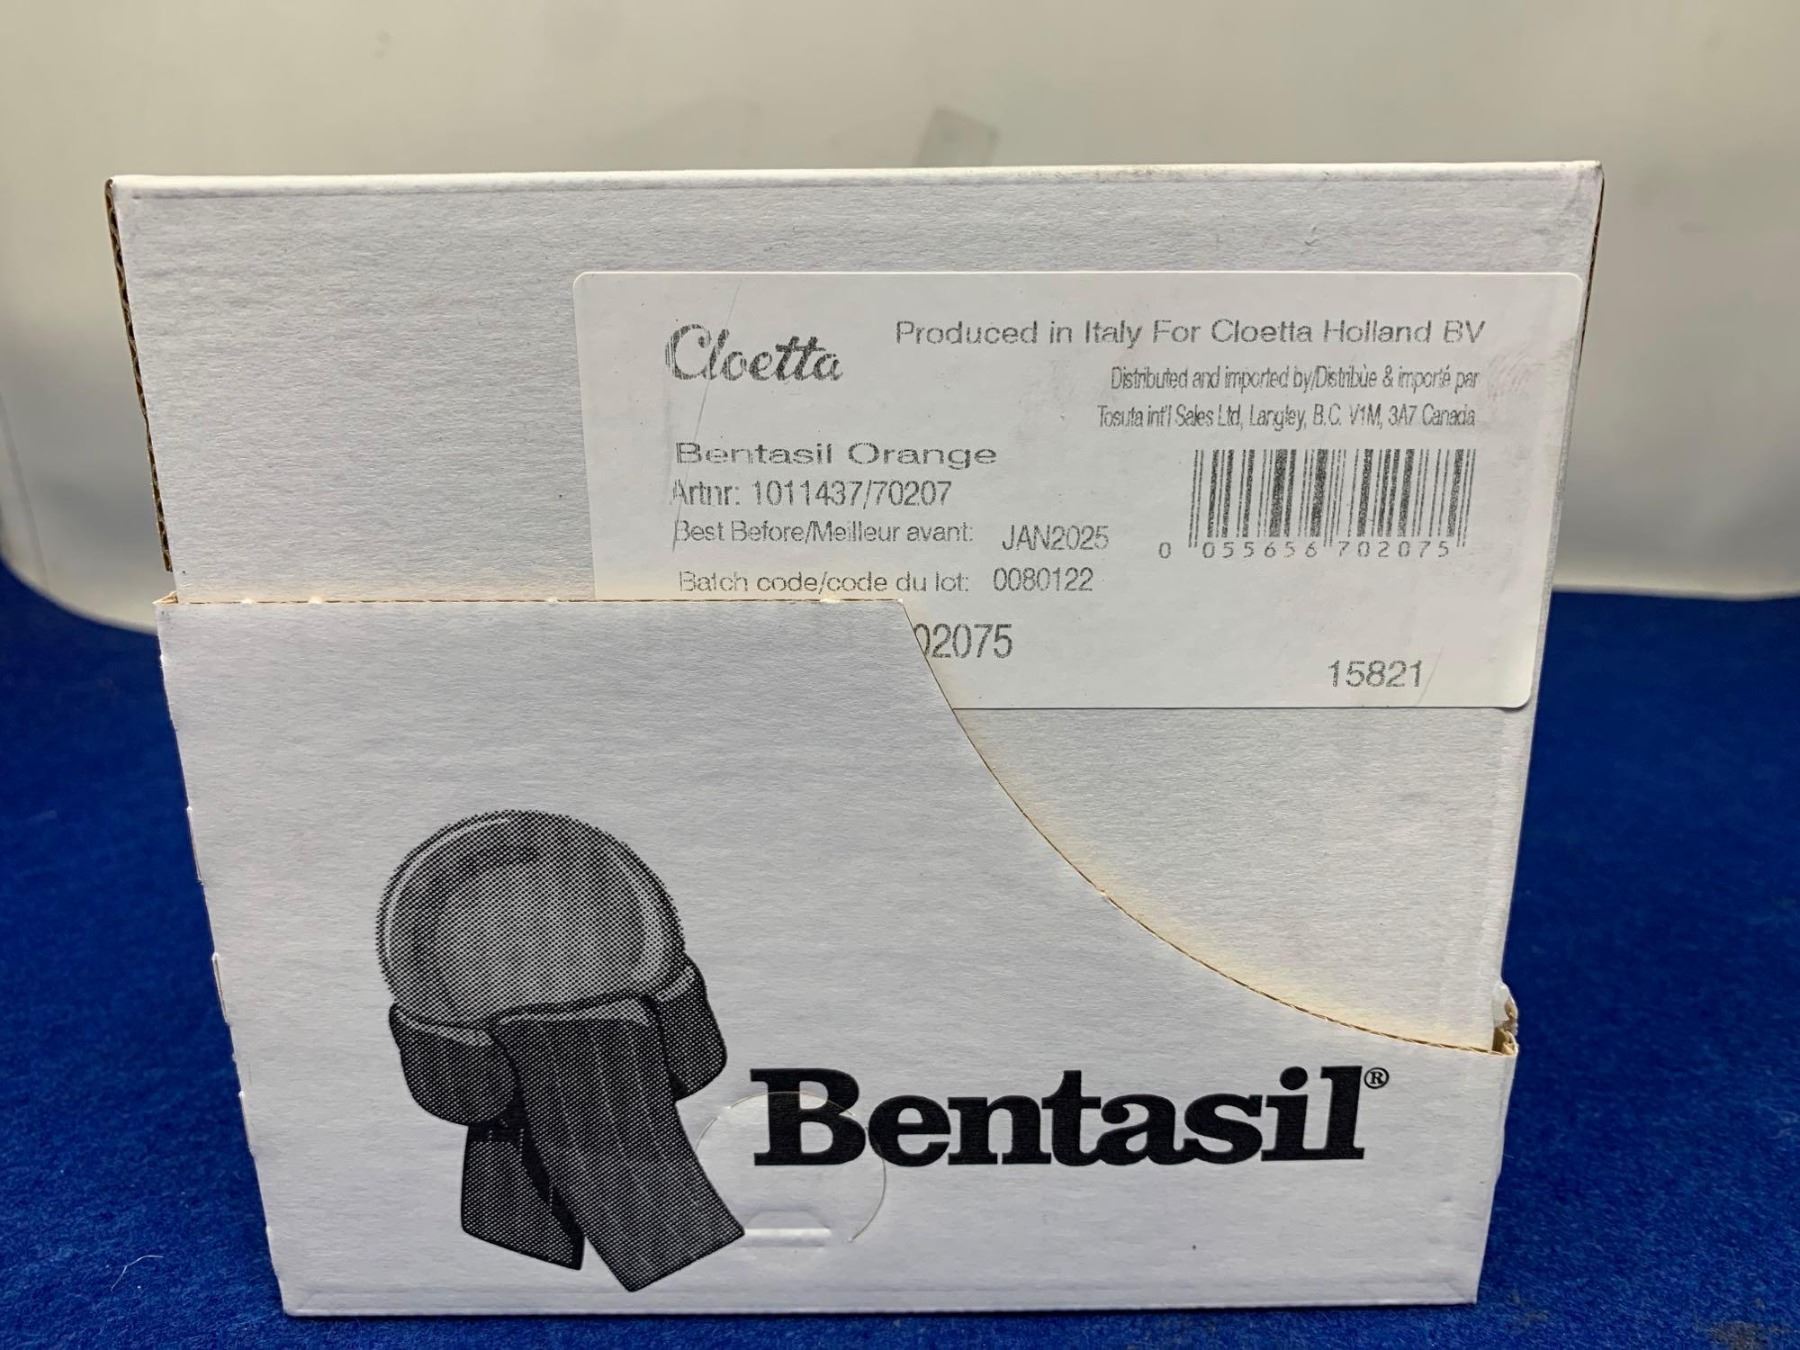 Cloetta
Produced in Italy For Cloetta Holland BV
Distributed and imported by/Distribùe & importé par
Tosuta int'l Sales Ltd, Langley, B.C. V1M, 3A7 Canada
Bentasil Orange
Artnr: 1011437/70207
Best Before/Meilleur avant: JAN2025
0 055656 702075
Batch code/code du lot: 0080122
02075
15821
Bentasil®